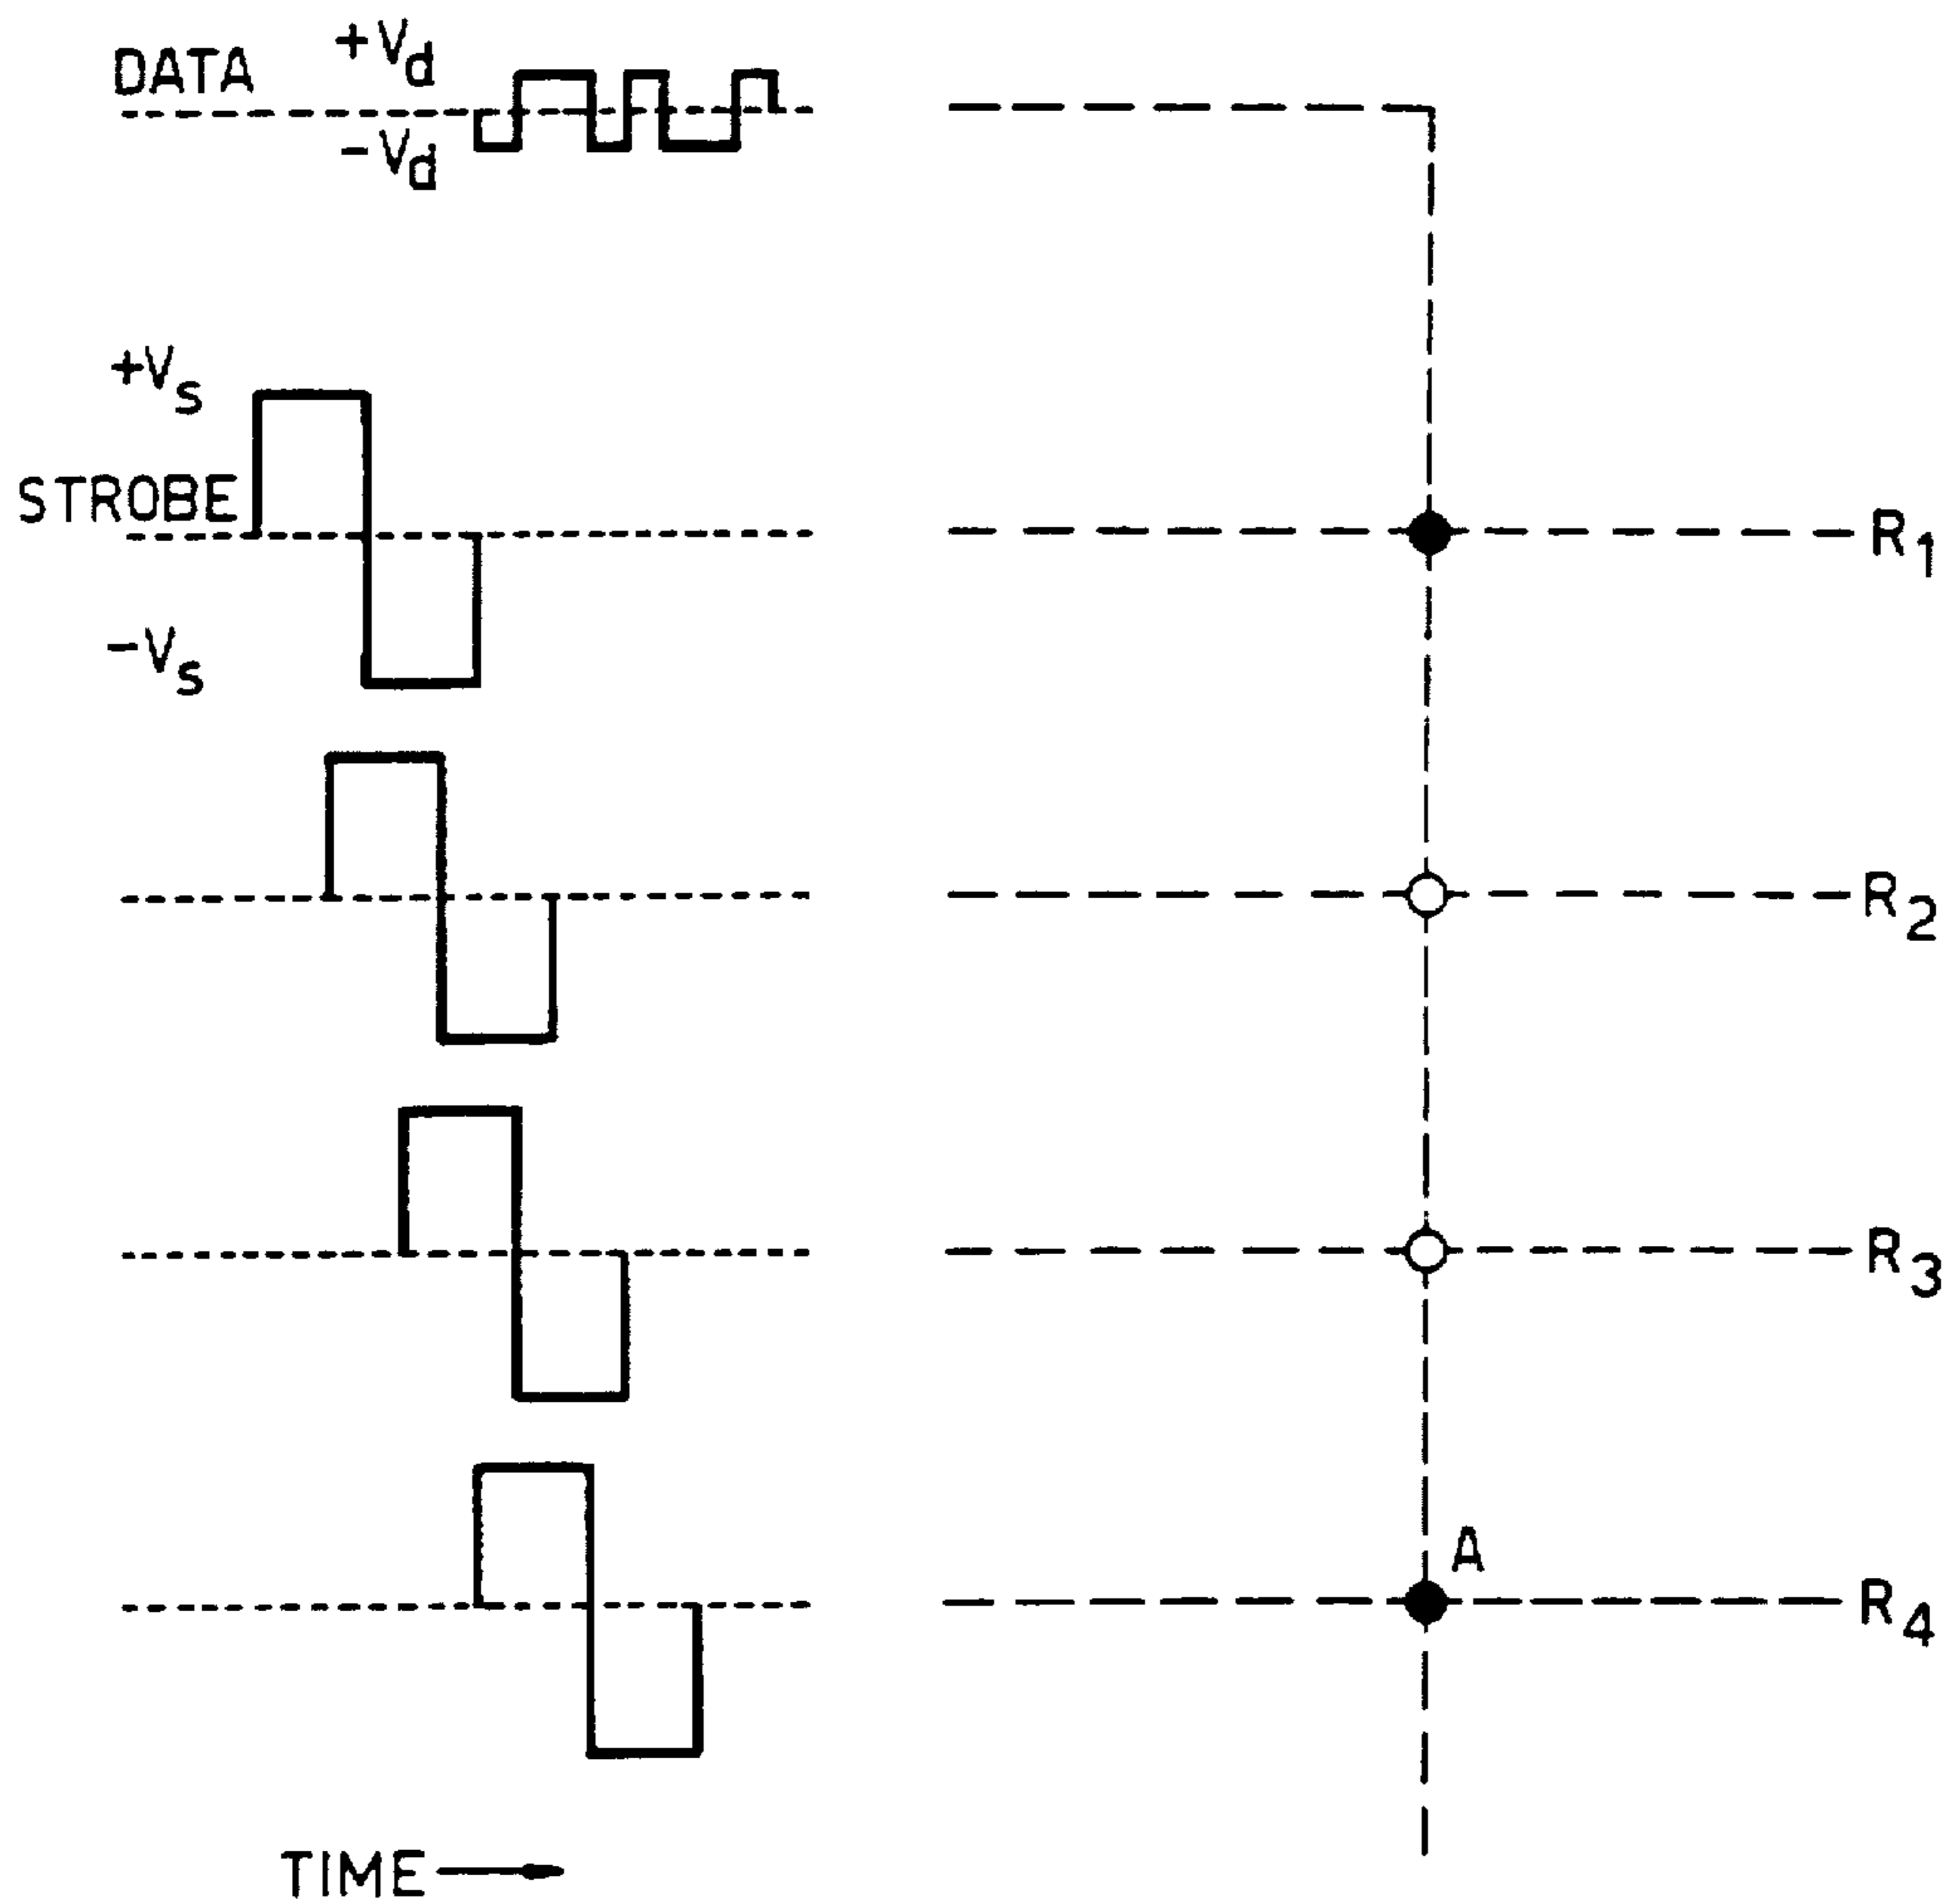 DATA
+Vd
-Vd
+Vs
STROBE
-Vs
R1
R2
R3
A
R4
TIME